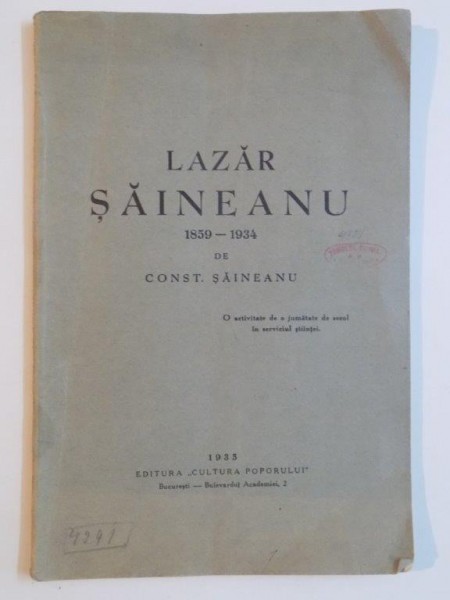 LAZĂR
ȘĂINEANU
1859 — 1934
DE
CONST. ȘĂINEANU
O activitate de o jumătate de secol
în serviciul științei.
1935
EDITURA „CULTURA POPORULUI"
București — Bulevardul Academiei, 2